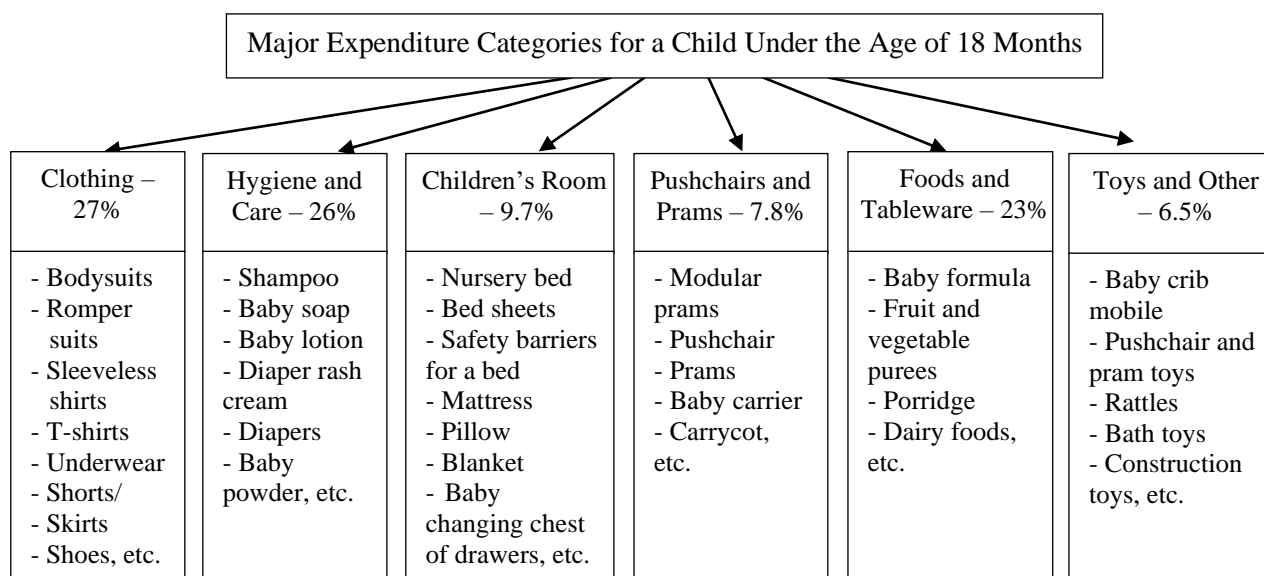 Major Expenditure Categories for a Child Under the Age of 18 Months
Clothing –
27%
- Bodysuits
- Romper
suits
- Sleeveless
shirts
- T-shirts
- Underwear
- Shorts/
- Skirts
- Shoes, etc.
Hygiene and
Care – 26%
- Shampoo
- Baby soap
- Baby lotion
- Diaper rash
cream
- Diapers
- Baby
powder, etc.
Children’s Room
– 9.7%
- Nursery bed
- Bed sheets
- Safety barriers
for a bed
- Mattress
- Pillow
- Blanket
- Baby
changing chest
of drawers, etc.
Pushchairs and
Prams – 7.8%
- Modular
prams
- Pushchair
- Prams
- Baby carrier
- Carrycot,
etc.
Foods and
Tableware – 23%
- Baby formula
- Fruit and
vegetable
purees
- Porridge
- Dairy foods,
etc.
Toys and Other
– 6.5%
- Baby crib
mobile
- Pushchair and
pram toys
- Rattles
- Bath toys
- Construction
toys, etc.